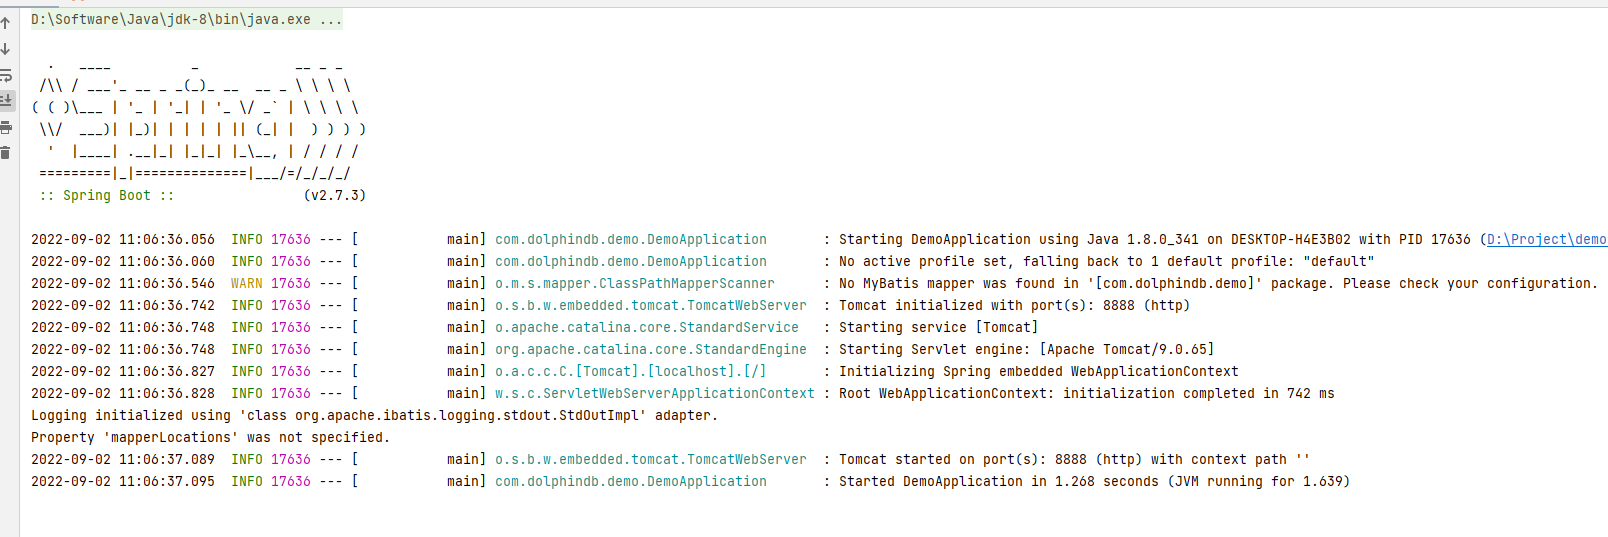 D:\Software\Java\jdk-8\bin\java.exe ...
  .   ____          _            __ _ _
 /\\ / ___'_ __ _ _(_)_ __  __ _ \ \ \ \
( ( )\___ | '_ | '_| | '_ \/ _` | \ \ \ \
 \\/  ___)| |_)| | | | | || (_| |  ) ) ) )
  '  |____| .__|_| |_|_| |_\__, | / / / /
 =========|_|==============|___/=/_/_/_/
 :: Spring Boot ::                (v2.7.3)
2022-09-02 11:06:36.056  INFO 17636 --- [           main] com.dolphindb.demo.DemoApplication       : Starting DemoApplication using Java 1.8.0_341 on DESKTOP-H4E3B02 with PID 17636 (D:\Project\demo
2022-09-02 11:06:36.060  INFO 17636 --- [           main] com.dolphindb.demo.DemoApplication       : No active profile set, falling back to 1 default profile: "default"
2022-09-02 11:06:36.546  WARN 17636 --- [           main] o.m.s.mapper.ClassPathMapperScanner      : No MyBatis mapper was found in '[com.dolphindb.demo]' package. Please check your configuration.
2022-09-02 11:06:36.742  INFO 17636 --- [           main] o.s.b.w.embedded.tomcat.TomcatWebServer  : Tomcat initialized with port(s): 8888 (http)
2022-09-02 11:06:36.748  INFO 17636 --- [           main] o.apache.catalina.core.StandardService   : Starting service [Tomcat]
2022-09-02 11:06:36.748  INFO 17636 --- [           main] org.apache.catalina.core.StandardEngine  : Starting Servlet engine: [Apache Tomcat/9.0.65]
2022-09-02 11:06:36.827  INFO 17636 --- [           main] o.a.c.c.C.[Tomcat].[localhost].[/]       : Initializing Spring embedded WebApplicationContext
2022-09-02 11:06:36.828  INFO 17636 --- [           main] w.s.c.ServletWebServerApplicationContext : Root WebApplicationContext: initialization completed in 742 ms
Logging initialized using 'class org.apache.ibatis.logging.stdout.StdOutImpl' adapter.
Property 'mapperLocations' was not specified.
2022-09-02 11:06:37.089  INFO 17636 --- [           main] o.s.b.w.embedded.tomcat.TomcatWebServer  : Tomcat started on port(s): 8888 (http) with context path ''
2022-09-02 11:06:37.095  INFO 17636 --- [           main] com.dolphindb.demo.DemoApplication       : Started DemoApplication in 1.268 seconds (JVM running for 1.639)